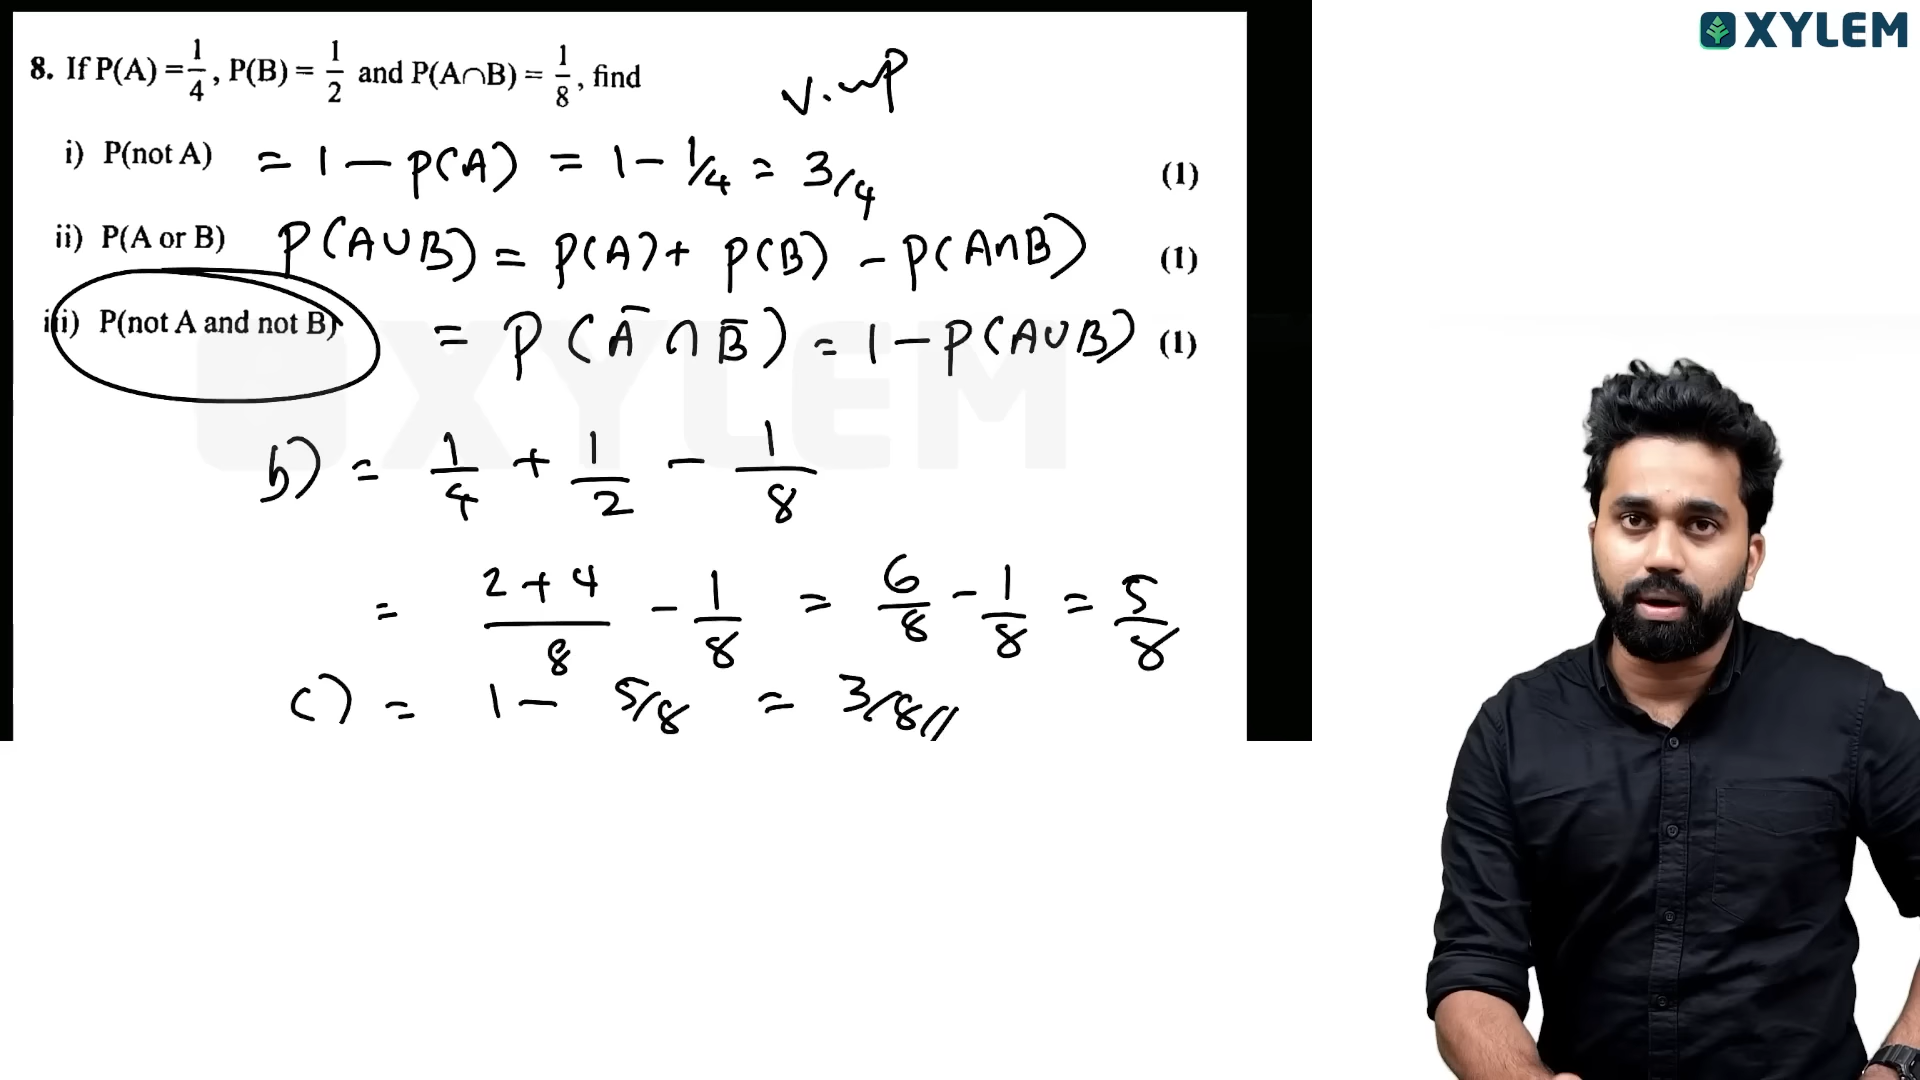 XYLEM
8. If P(A) = 1/4, P(B) = 1/2 and P(A∩B) = 1/8, find
V.imP
i) P(not A) = 1 − P(A) = 1 − 1/4 = 3/4 (1)
ii) P(A or B) P(A∪B) = P(A) + P(B) − P(A∩B) (1)
iii) P(not A and not B) = P(A̅ ∩ B̅) = 1 − P(A∪B) (1)
XYLEM
b) = 1/4 + 1/2 − 1/8
= (2+4)/8 − 1/8 = 6/8 − 1/8 = 5/8
c) = 1 − 5/8 = 3/8//